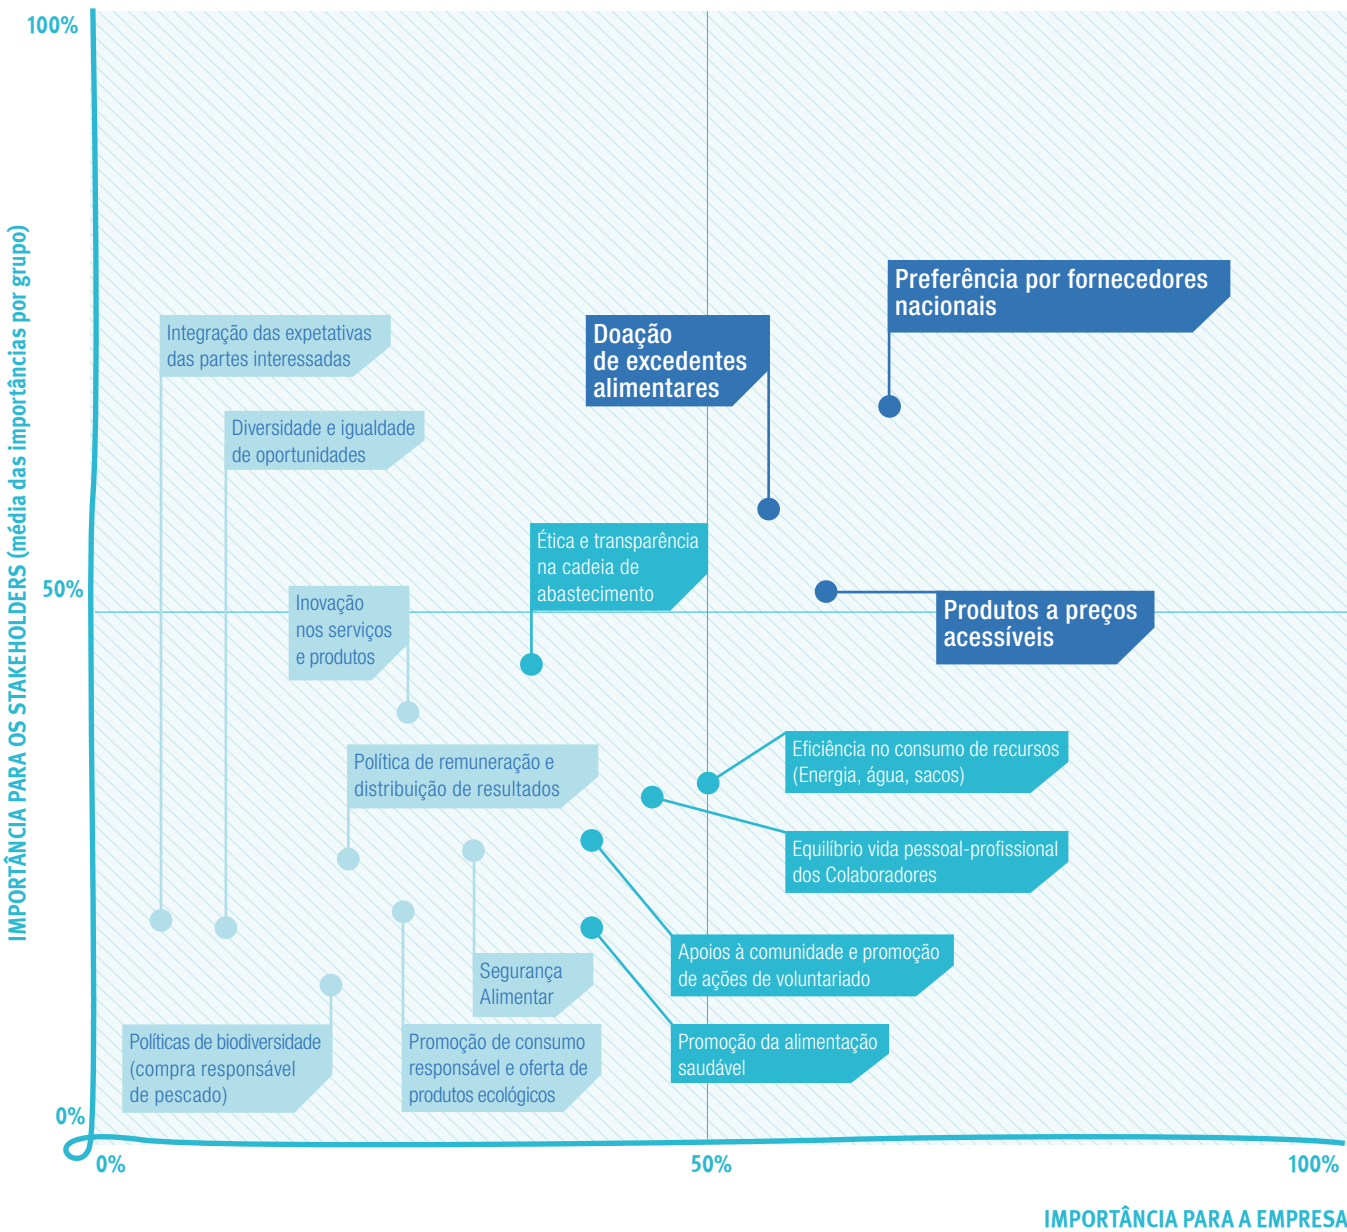 100%
Preferência por fornecedores
nacionais
Integração das expetativas
das partes interessadas
Doação
de excedentes
alimentares
Diversidade e igualdade
de oportunidades
Ética e transparência
na cadeia de
abastecimento
IMPORTÂNCIA PARA OS STAKEHOLDERS (média das importâncias por grupo)
50%
Inovação
nos serviços
e produtos
Produtos a preços
acessíveis
Política de remuneração e
distribuição de resultados
Eficiência no consumo de recursos
(Energia, água, sacos)
Equilíbrio vida pessoal-profissional
dos Colaboradores
Apoios à comunidade e promoção
de ações de voluntariado
Segurança
Alimentar
Políticas de biodiversidade
(compra responsável
de pescado)
Promoção de consumo
responsável e oferta de
produtos ecológicos
Promoção da alimentação
saudável
0%
0%
50%
100%
IMPORTÂNCIA PARA A EMPRESA